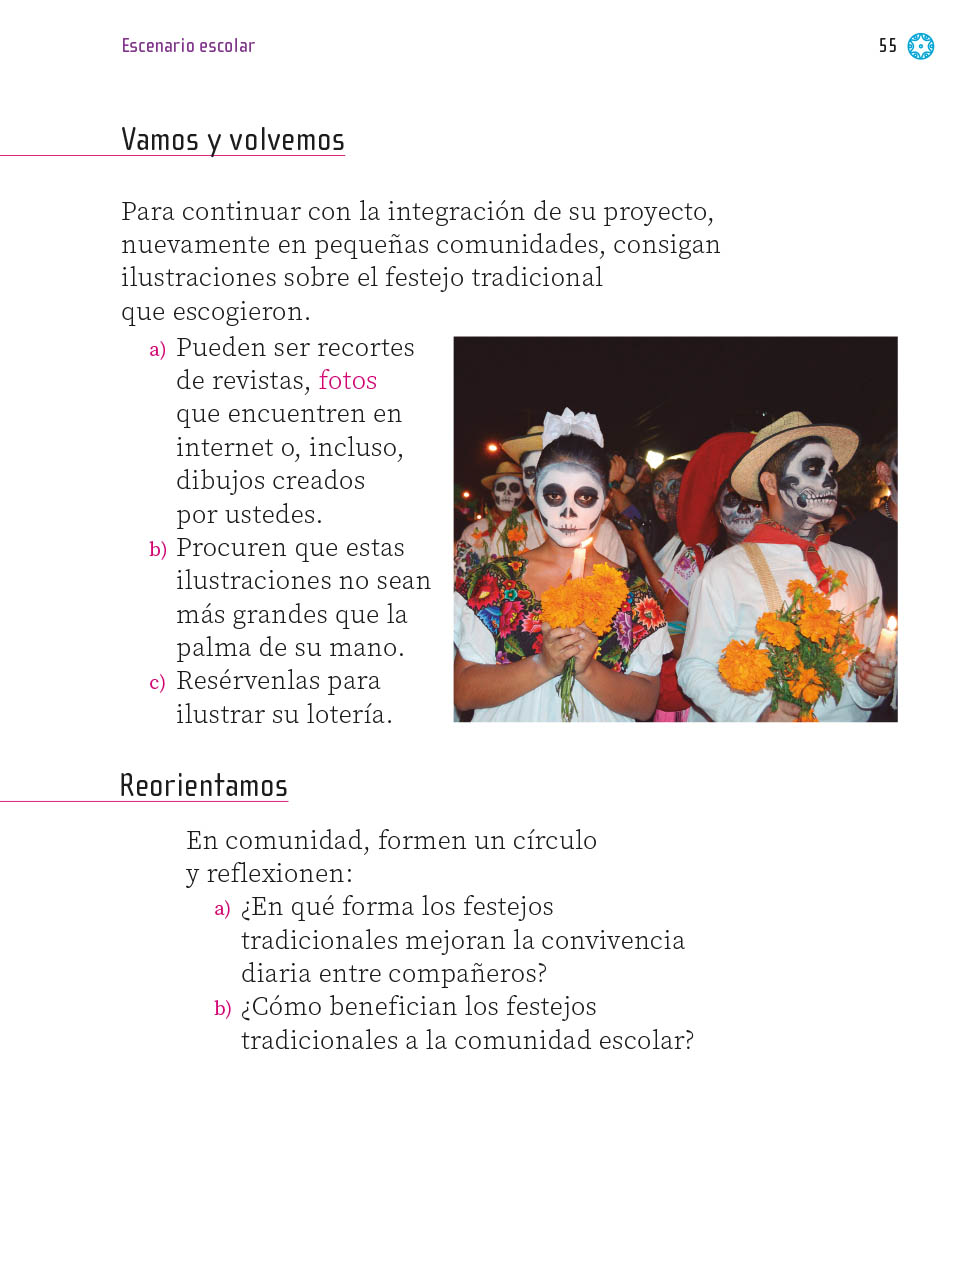 Escenario escolar
55
Vamos y volvemos
Para continuar con la integración de su proyecto,
nuevamente en pequeñas comunidades, consigan
ilustraciones sobre el festejo tradicional
que escogieron.
a) Pueden ser recortes
de revistas, fotos
que encuentren en
internet o, incluso,
dibujos creados
por ustedes.
b) Procuren que estas
ilustraciones no sean
más grandes que la
palma de su mano.
c) Resérvenlas para
ilustrar su lotería.
Reorientamos
En comunidad, formen un círculo
y reflexionen:
a) ¿En qué forma los festejos
tradicionales mejoran la convivencia
diaria entre compañeros?
b) ¿Cómo benefician los festejos
tradicionales a la comunidad escolar?